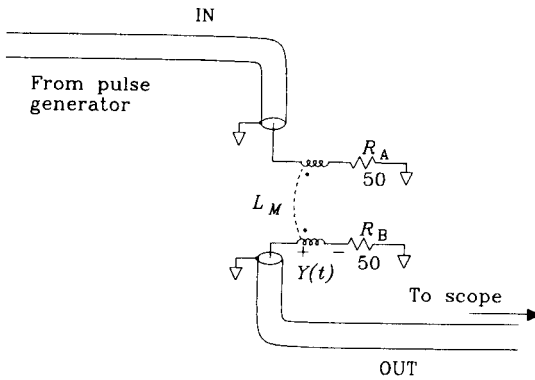 IN
From pulse
generator
R_A
50
L_M
R_B
50
+ −
Y(t)
To scope
OUT